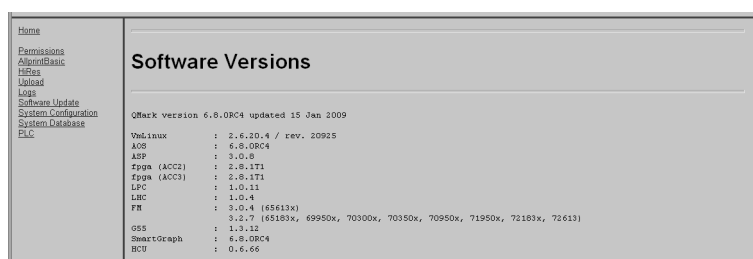 Home
Permissions
AllprintBasic
HiRes
Upload
Logs
Software Update
System Configuration
System Database
PLC
Software Versions
QMark version 6.8.0RC4 updated 15 Jan 2009
VmLinux : 2.6.20.4 / rev. 20925
AOS : 6.8.0RC4
ASP : 3.0.8
fpga (ACC2) : 2.8.1T1
fpga (ACC3) : 2.8.1T1
LPC : 1.0.11
LHC : 1.0.4
FM : 3.0.4 (65613x)
3.2.7 (65183x, 69950x, 70300x, 70350x, 70950x, 71950x, 72183x, 72613)
GSS : 1.3.12
SmartGraph : 6.8.0RC4
HCU : 0.6.66